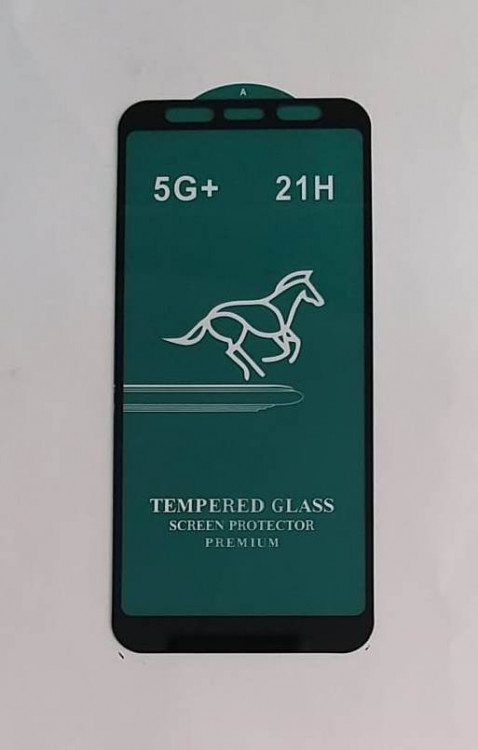 A
5G+ 21H
TEMPERED GLASS
SCREEN PROTECTOR
PREMIUM